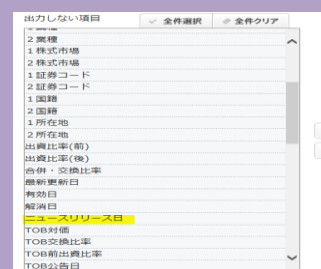 出力しない項目
全件選択
全件クリア
1業種
2業種
1株式市場
2株式市場
1証券コード
2証券コード
1国籍
2国籍
1所在地
2所在地
出資比率(前)
出資比率(後)
合併・交換比率
最新更新日
有効日
解消日
ニュースリリース日
TOB対価
TOB交換比率
TOB前出資比率
TOB公告日